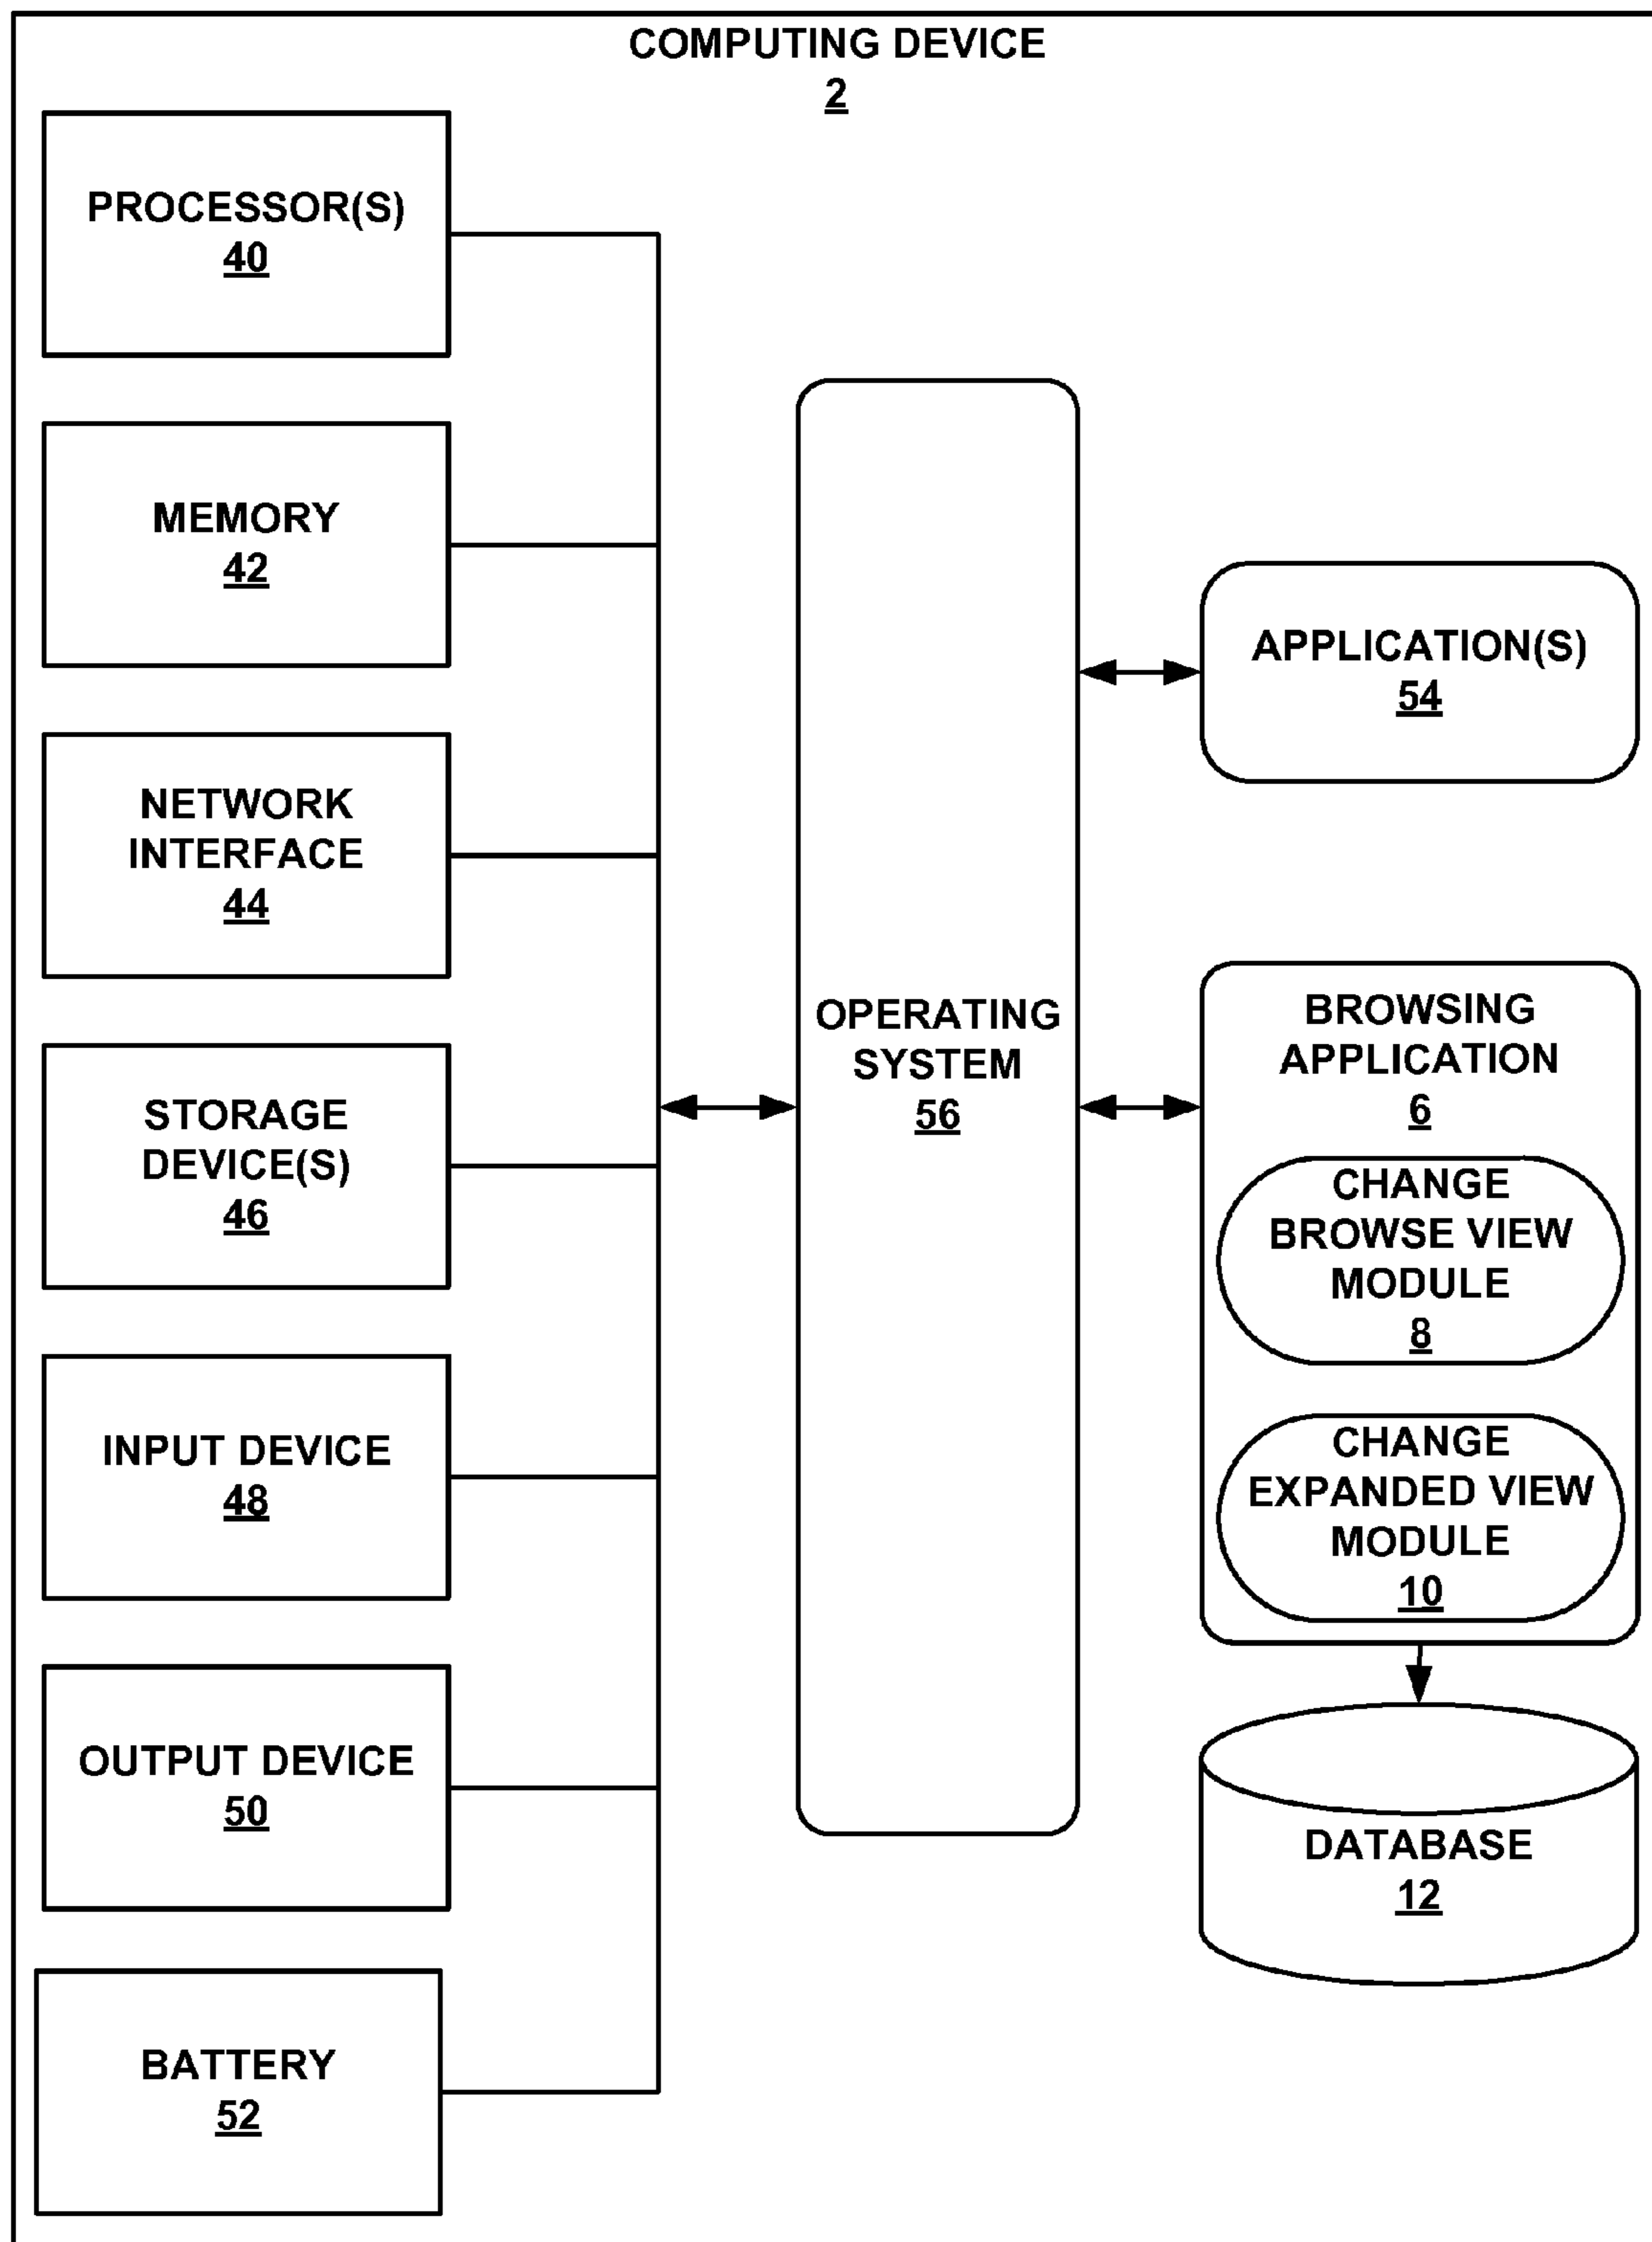 COMPUTING DEVICE
2
PROCESSOR(S)
40
MEMORY
42
NETWORK
INTERFACE
44
STORAGE
DEVICE(S)
46
INPUT DEVICE
48
OUTPUT DEVICE
50
BATTERY
52
OPERATING
SYSTEM
56
APPLICATION(S)
54
BROWSING
APPLICATION
6
CHANGE
BROWSE VIEW
MODULE
8
CHANGE
EXPANDED VIEW
MODULE
10
DATABASE
12